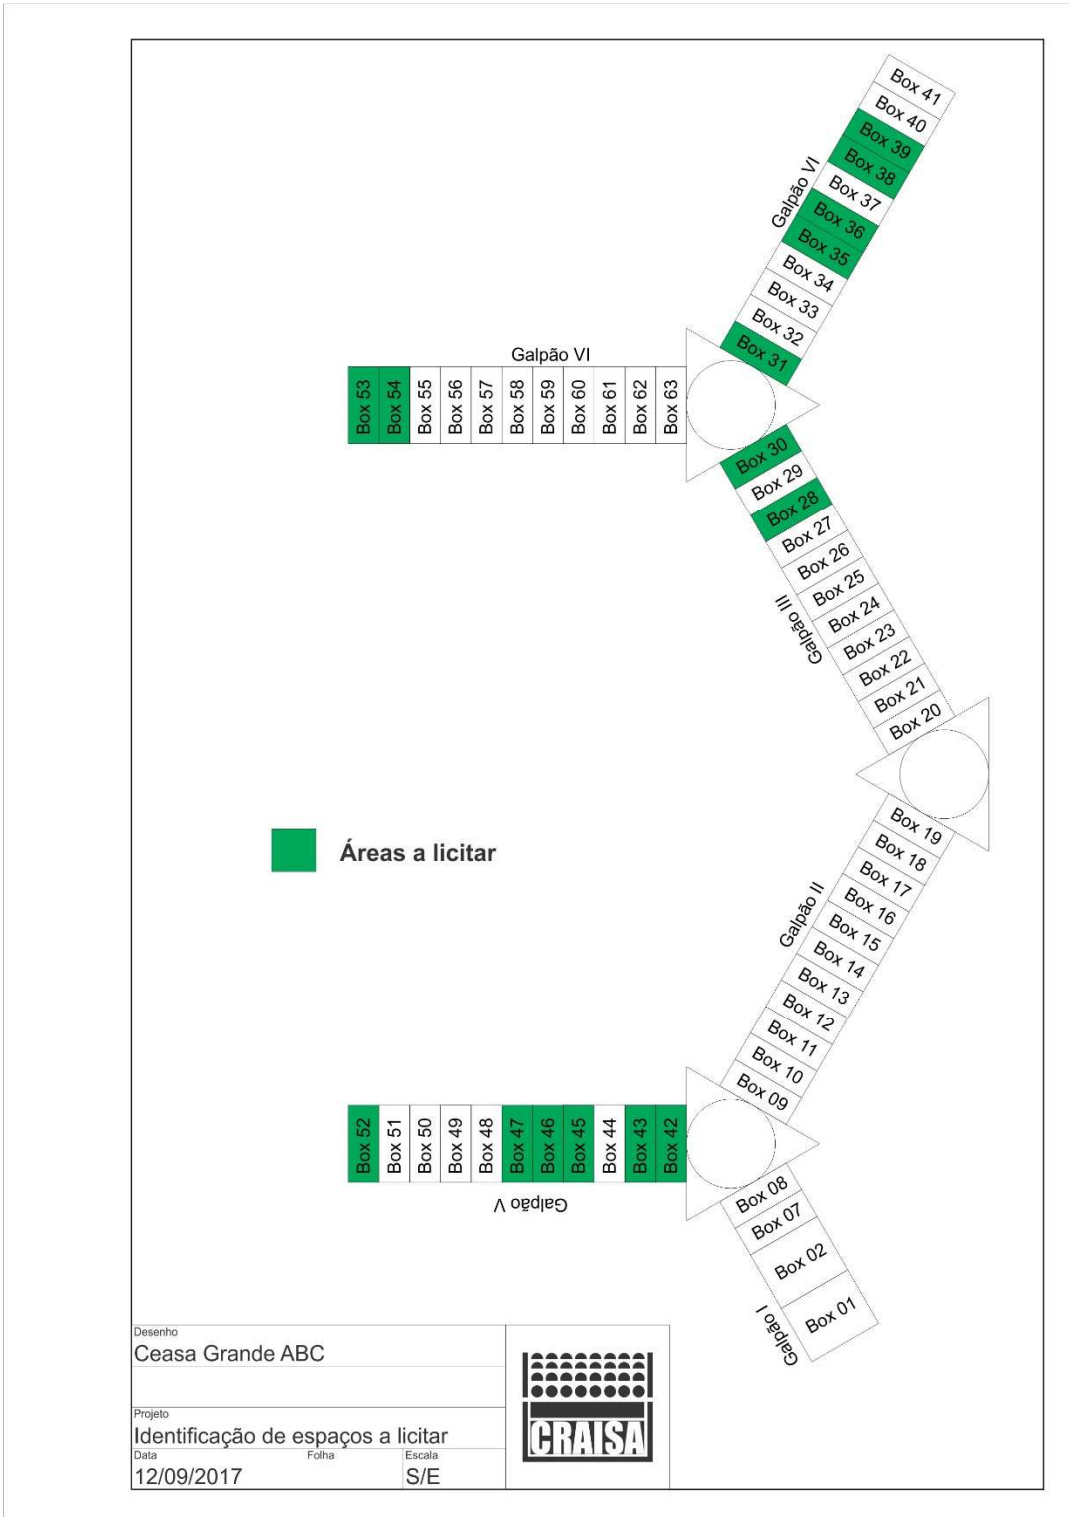 Box 41
Box 40
Box 39
Box 38
Box 37
Box 36
Box 35
Box 34
Box 33
Box 32
Box 31
Galpão VI
Galpão VI
Box 53
Box 54
Box 55
Box 56
Box 57
Box 58
Box 59
Box 60
Box 61
Box 62
Box 63
Box 30
Box 29
Box 28
Box 27
Box 26
Box 25
Box 24
Box 23
Box 22
Box 21
Box 20
Galpão III
Áreas a licitar
Box 19
Box 18
Box 17
Box 16
Box 15
Box 14
Box 13
Box 12
Box 11
Box 10
Box 09
Galpão II
Box 52
Box 51
Box 50
Box 49
Box 48
Box 47
Box 46
Box 45
Box 44
Box 43
Box 42
Galpão V
Box 08
Box 07
Box 02
Box 01
Galpão I
Desenho
Ceasa Grande ABC
Projeto
Identificação de espaços a licitar
Data Folha Escala
12/09/2017 S/E
CRAISA